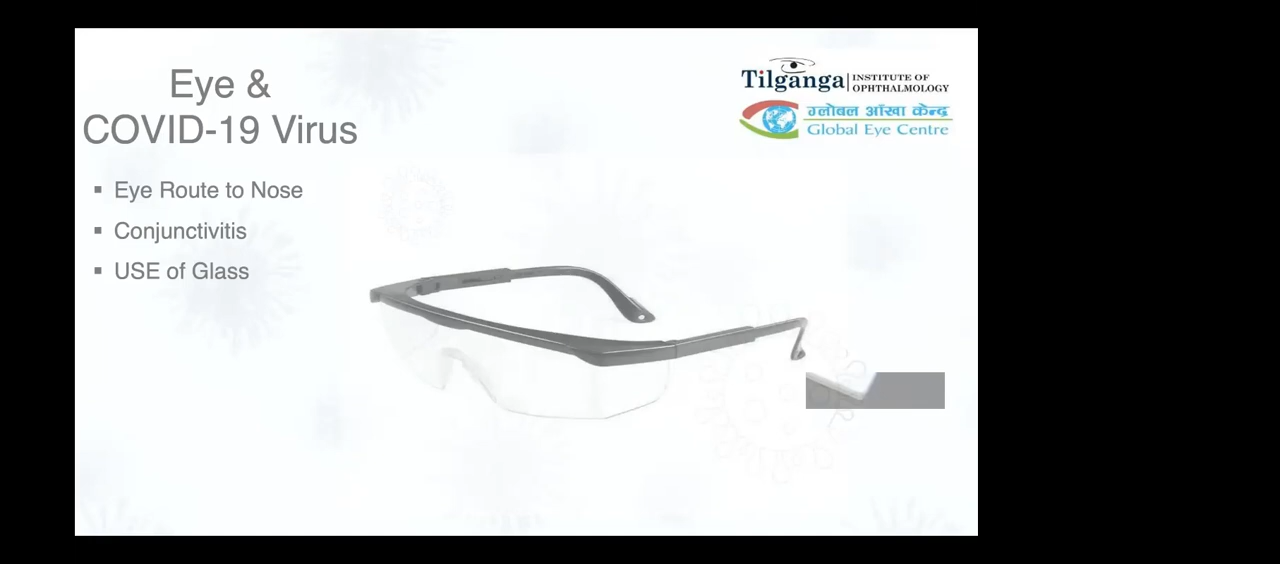 Eye &
COVID-19 Virus
▪ Eye Route to Nose
▪ Conjunctivitis
▪ USE of Glass
Tilganga INSTITUTE OF
OPHTHALMOLOGY
ग्लोबल आँखा केन्द्र
Global Eye Centre